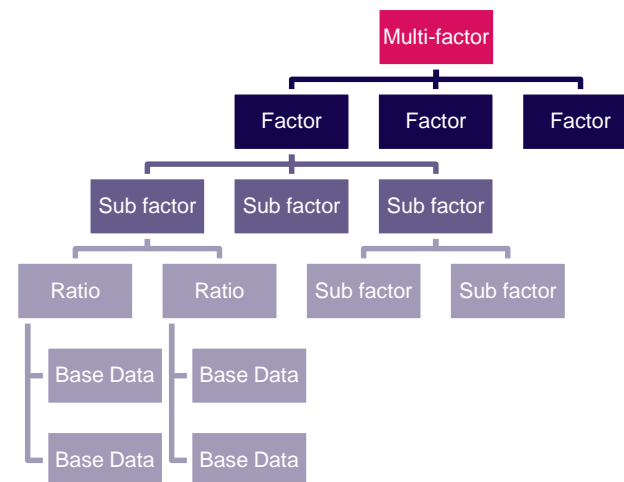 Multi-factor
Factor Factor Factor
Sub factor Sub factor Sub factor
Ratio Ratio Sub factor Sub factor
Base Data Base Data
Base Data Base Data